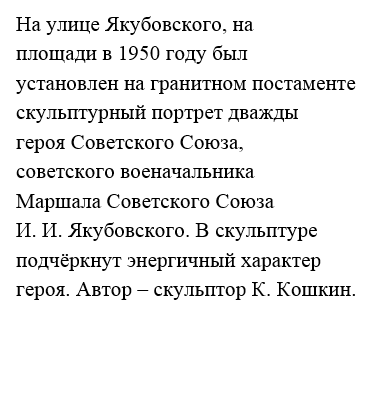 На улице Якубовского, на
площади в 1950 году был
установлен на гранитном постаменте
скульптурный портрет дважды
героя Советского Союза,
советского военачальника
Маршала Советского Союза
И. И. Якубовского. В скульптуре
подчёркнут энергичный характер
героя. Автор – скульптор К. Кошкин.